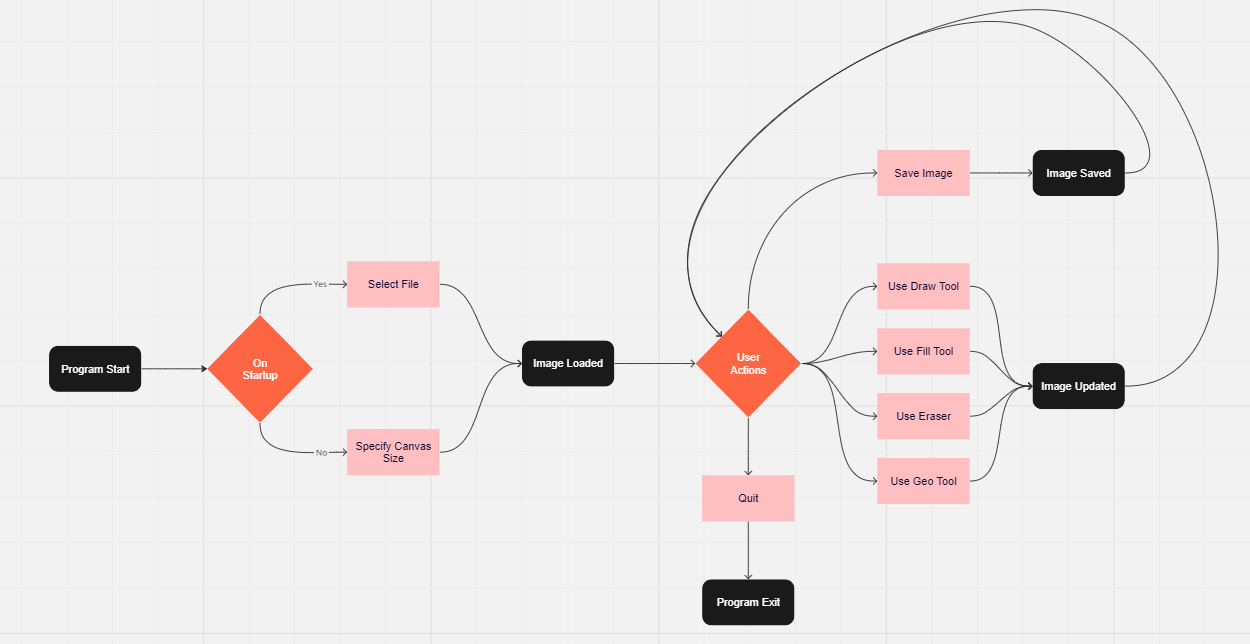 Program Start
On
Startup
Yes
Select File
No
Specify Canvas
Size
Image Loaded
User
Actions
Save Image
Image Saved
Use Draw Tool
Use Fill Tool
Use Eraser
Use Geo Tool
Image Updated
Quit
Program Exit